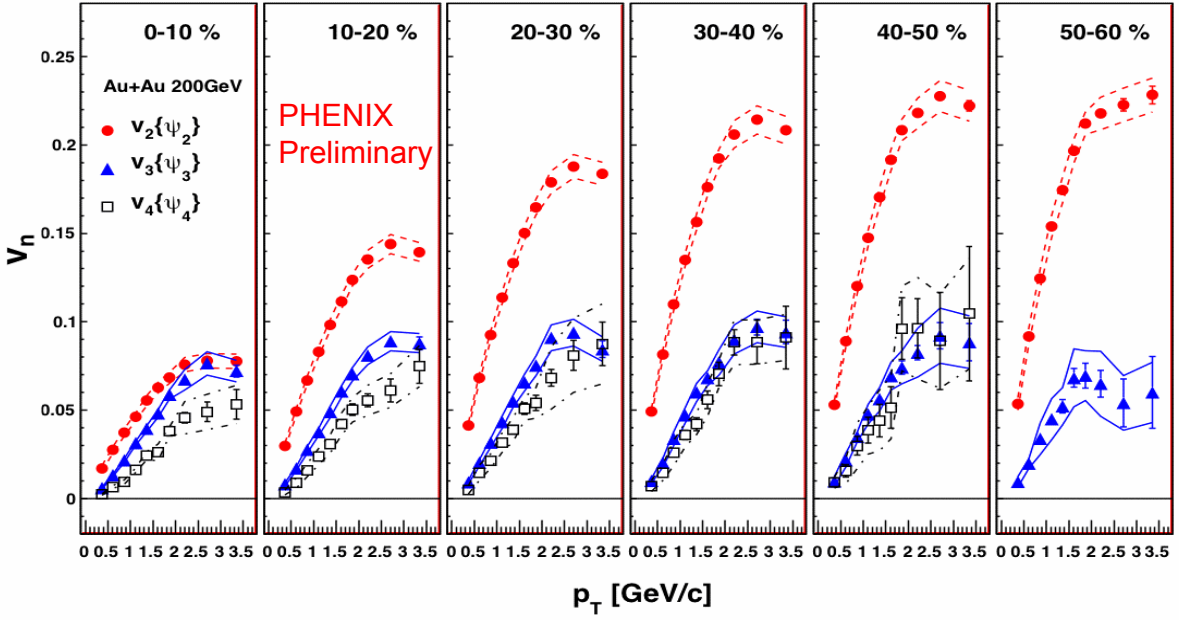 0-10 %
10-20 %
20-30 %
30-40 %
40-50 %
50-60 %
Au+Au 200GeV
v2{ψ2}
v3{ψ3}
v4{ψ4}
PHENIX
Preliminary
vn
0.25
0.2
0.15
0.1
0.05
0
0 0.5 1 1.5 2 2.5 3 3.5
0 0.5 1 1.5 2 2.5 3 3.5
0 0.5 1 1.5 2 2.5 3 3.5
0 0.5 1 1.5 2 2.5 3 3.5
0 0.5 1 1.5 2 2.5 3 3.5
0 0.5 1 1.5 2 2.5 3 3.5
pT [GeV/c]